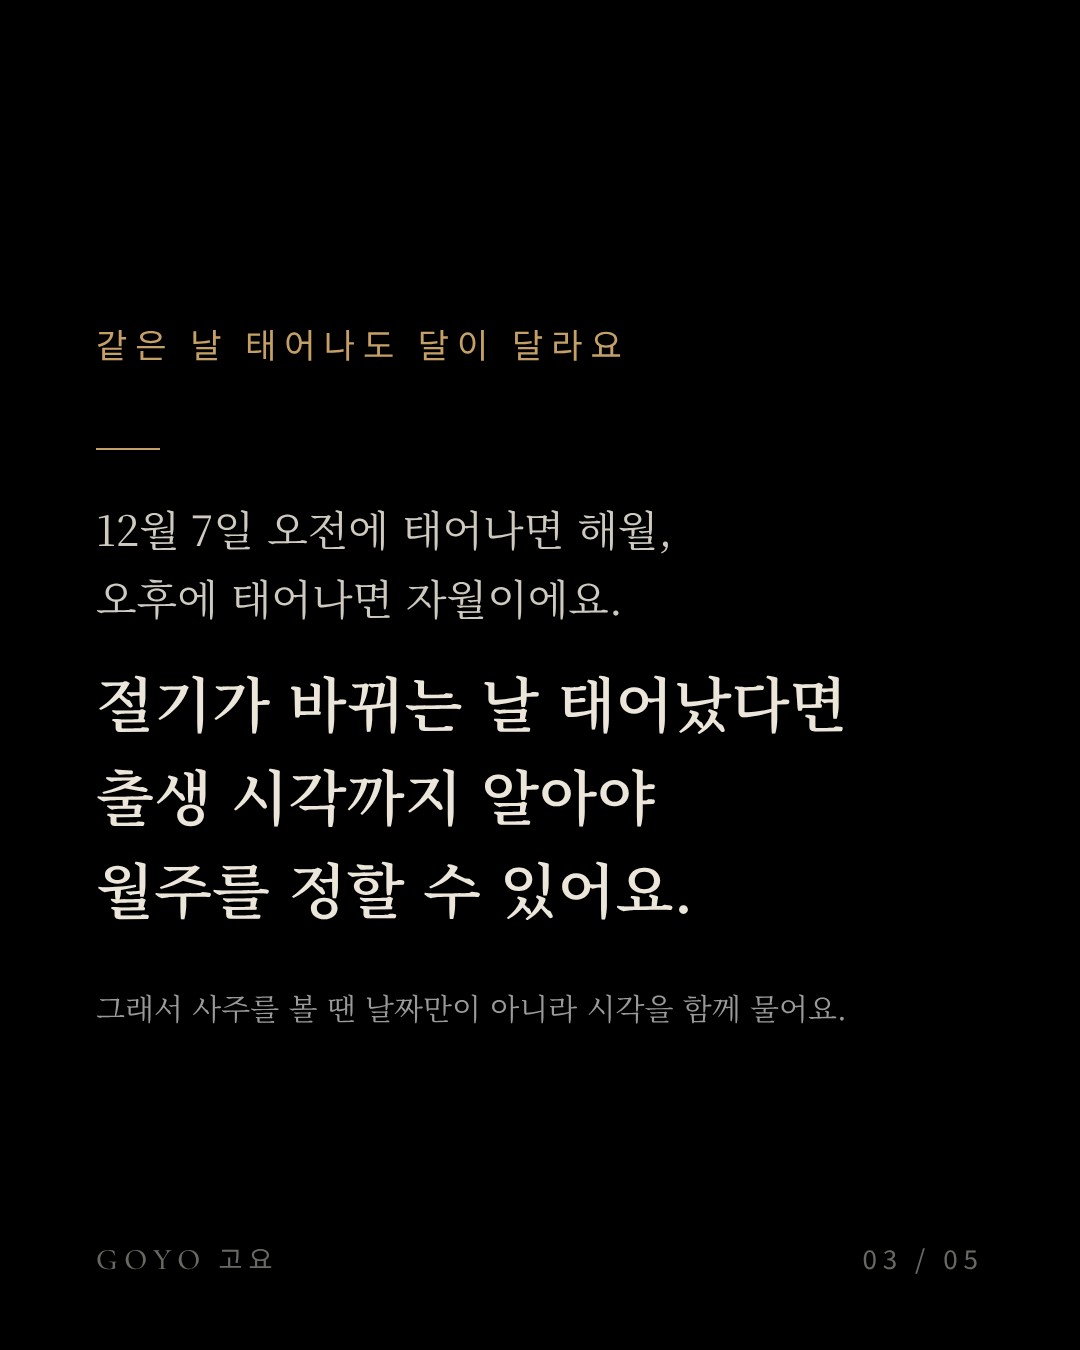 같은 날 태어나도 달이 달라요
12월 7일 오전에 태어나면 해월,
오후에 태어나면 자월이에요.
절기가 바뀌는 날 태어났다면
출생 시각까지 알아야
월주를 정할 수 있어요.
그래서 사주를 볼 땐 날짜만이 아니라 시각을 함께 물어요.
GOYO 고요
03 / 05